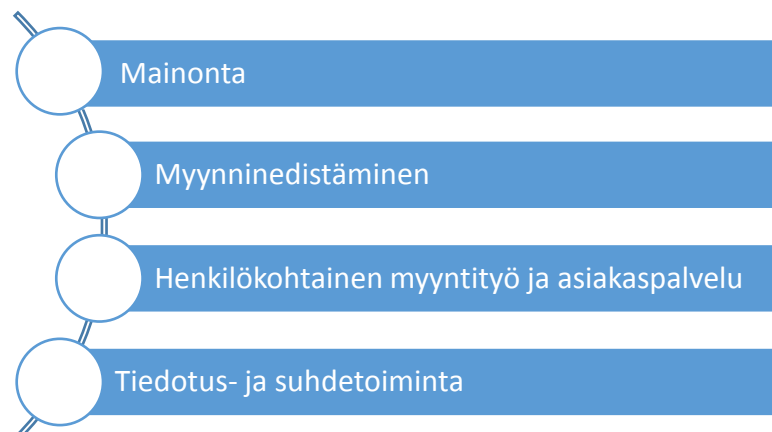 Mainonta
Myynninedistäminen
Henkilökohtainen myyntityö ja asiakaspalvelu
Tiedotus- ja suhdetoiminta